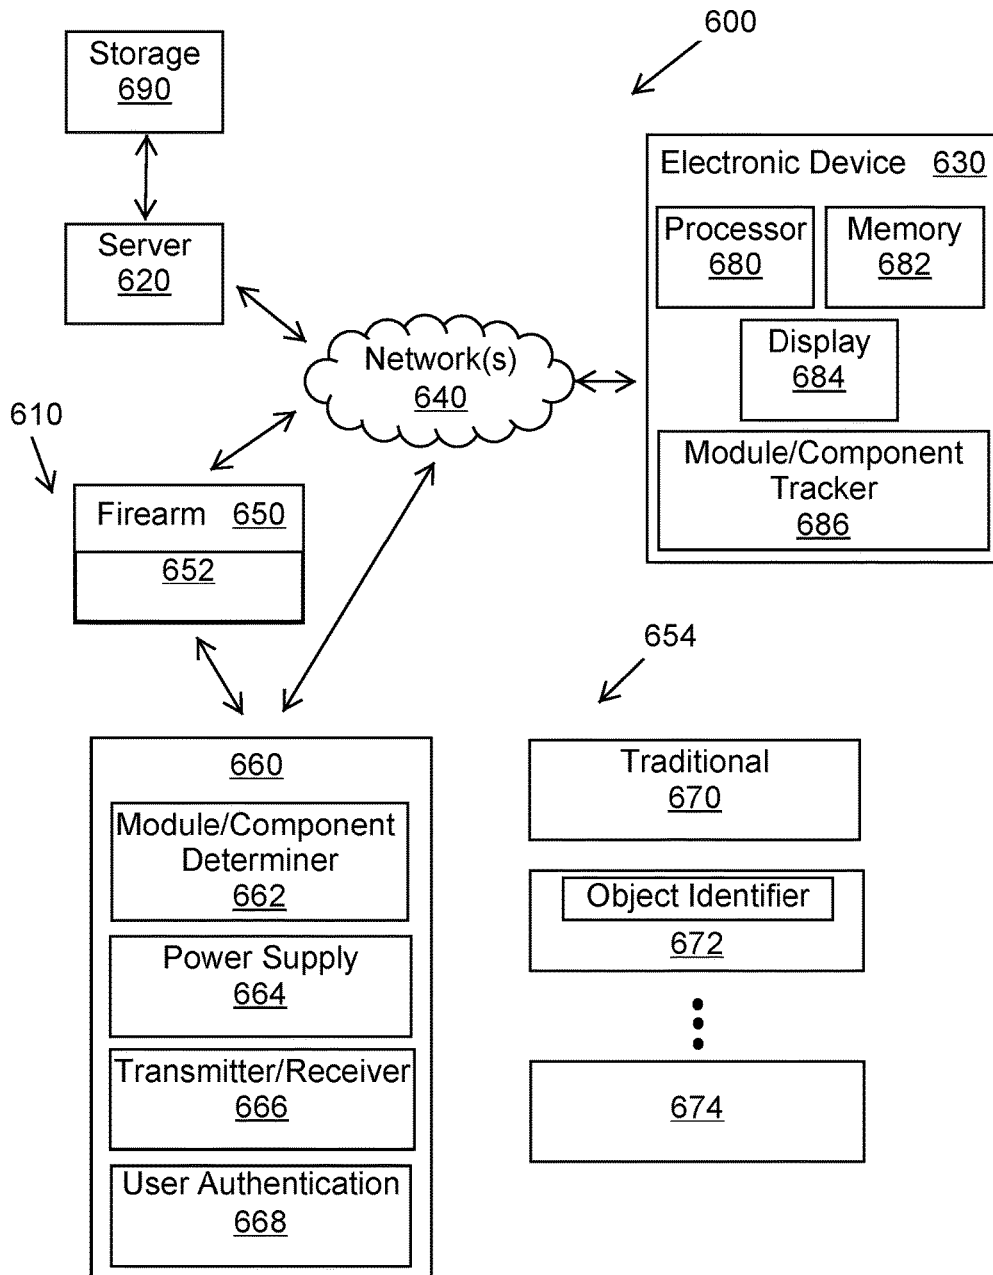 600
Storage
690
Server
620
Electronic Device 630
Processor
680
Memory
682
Display
684
Module/Component
Tracker
686
Network(s)
640
610
Firearm 650
652
654
660
Module/Component
Determiner
662
Power Supply
664
Transmitter/Receiver
666
User Authentication
668
Traditional
670
Object Identifier
672
674